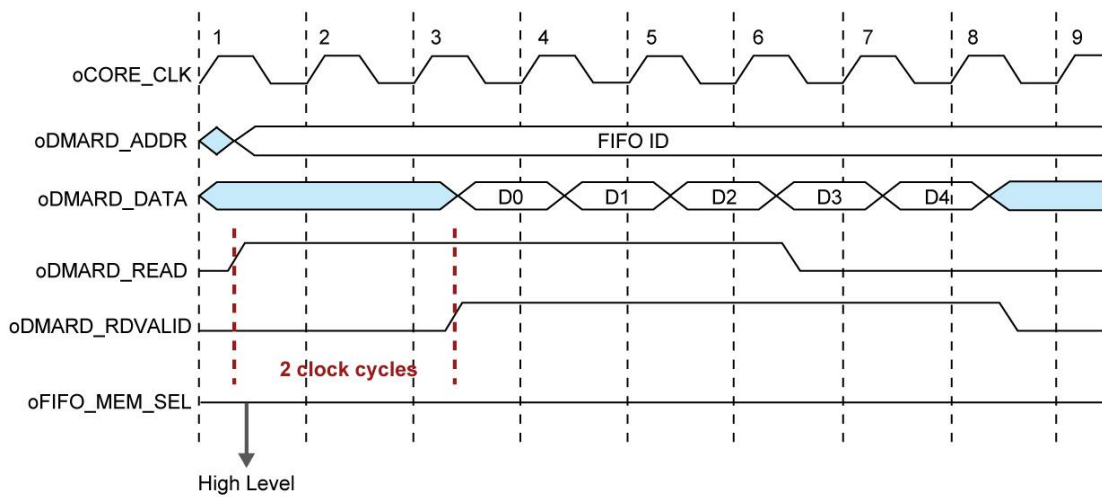 1 2 3 4 5 6 7 8 9
oCORE_CLK
oDMARD_ADDR FIFO ID
oDMARD_DATA D0 D1 D2 D3 D4
oDMARD_READ
oDMARD_RDVALID
2 clock cycles
oFIFO_MEM_SEL
High Level